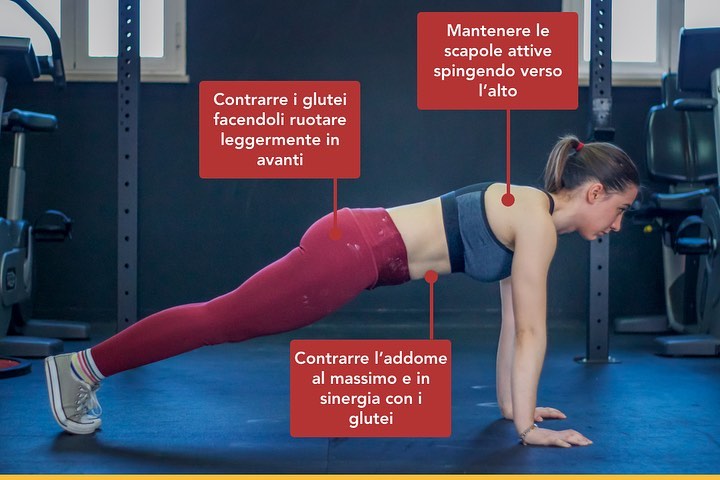 Mantenere le
scapole attive
spingendo verso
l’alto
Contrarre i glutei
facendoli ruotare
leggermente in
avanti
Contrarre l’addome
al massimo e in
sinergia con i
glutei